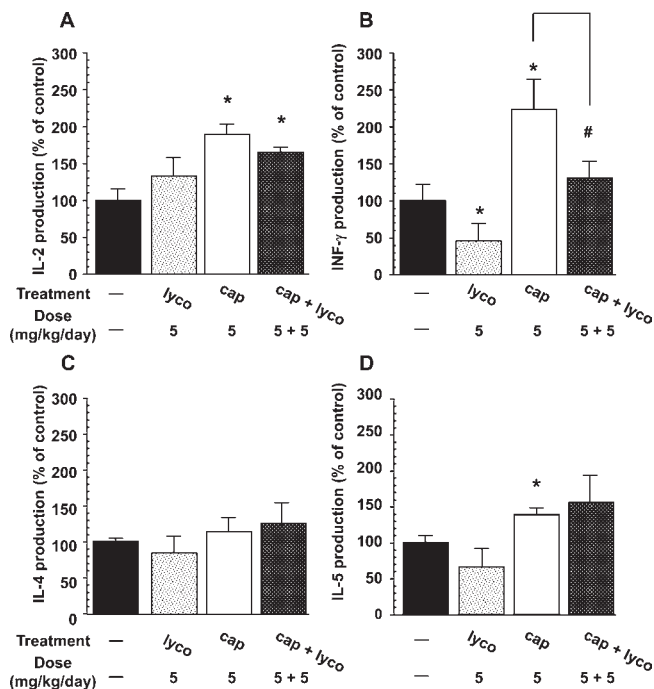 A
IL-2 production (% of control)
300
250
200
150
100
50
0
*
*
Treatment
— lyco cap cap + lyco
Dose
(mg/kg/day)
— 5 5 5 + 5
B
INF-γ production (% of control)
300
250
200
150
100
50
0
*
*
#
— lyco cap cap + lyco
— 5 5 5 + 5
C
IL-4 production (% of control)
300
250
200
150
100
50
0
Treatment
— lyco cap cap + lyco
Dose
(mg/kg/day)
— 5 5 5 + 5
D
IL-5 production (% of control)
300
250
200
150
100
50
0
*
— lyco cap cap + lyco
— 5 5 5 + 5